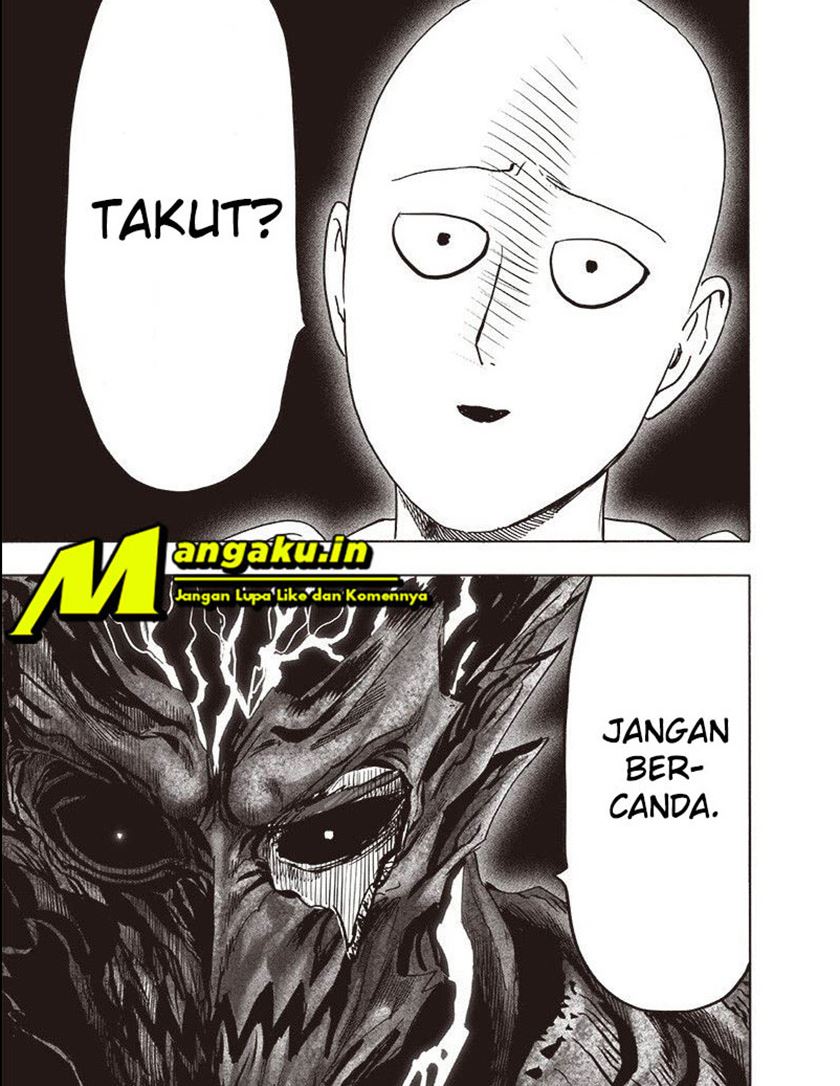 TAKUT?
Mangaku.in
Jangan Lupa Like dan Komennya
JANGAN
BER-
CANDA.